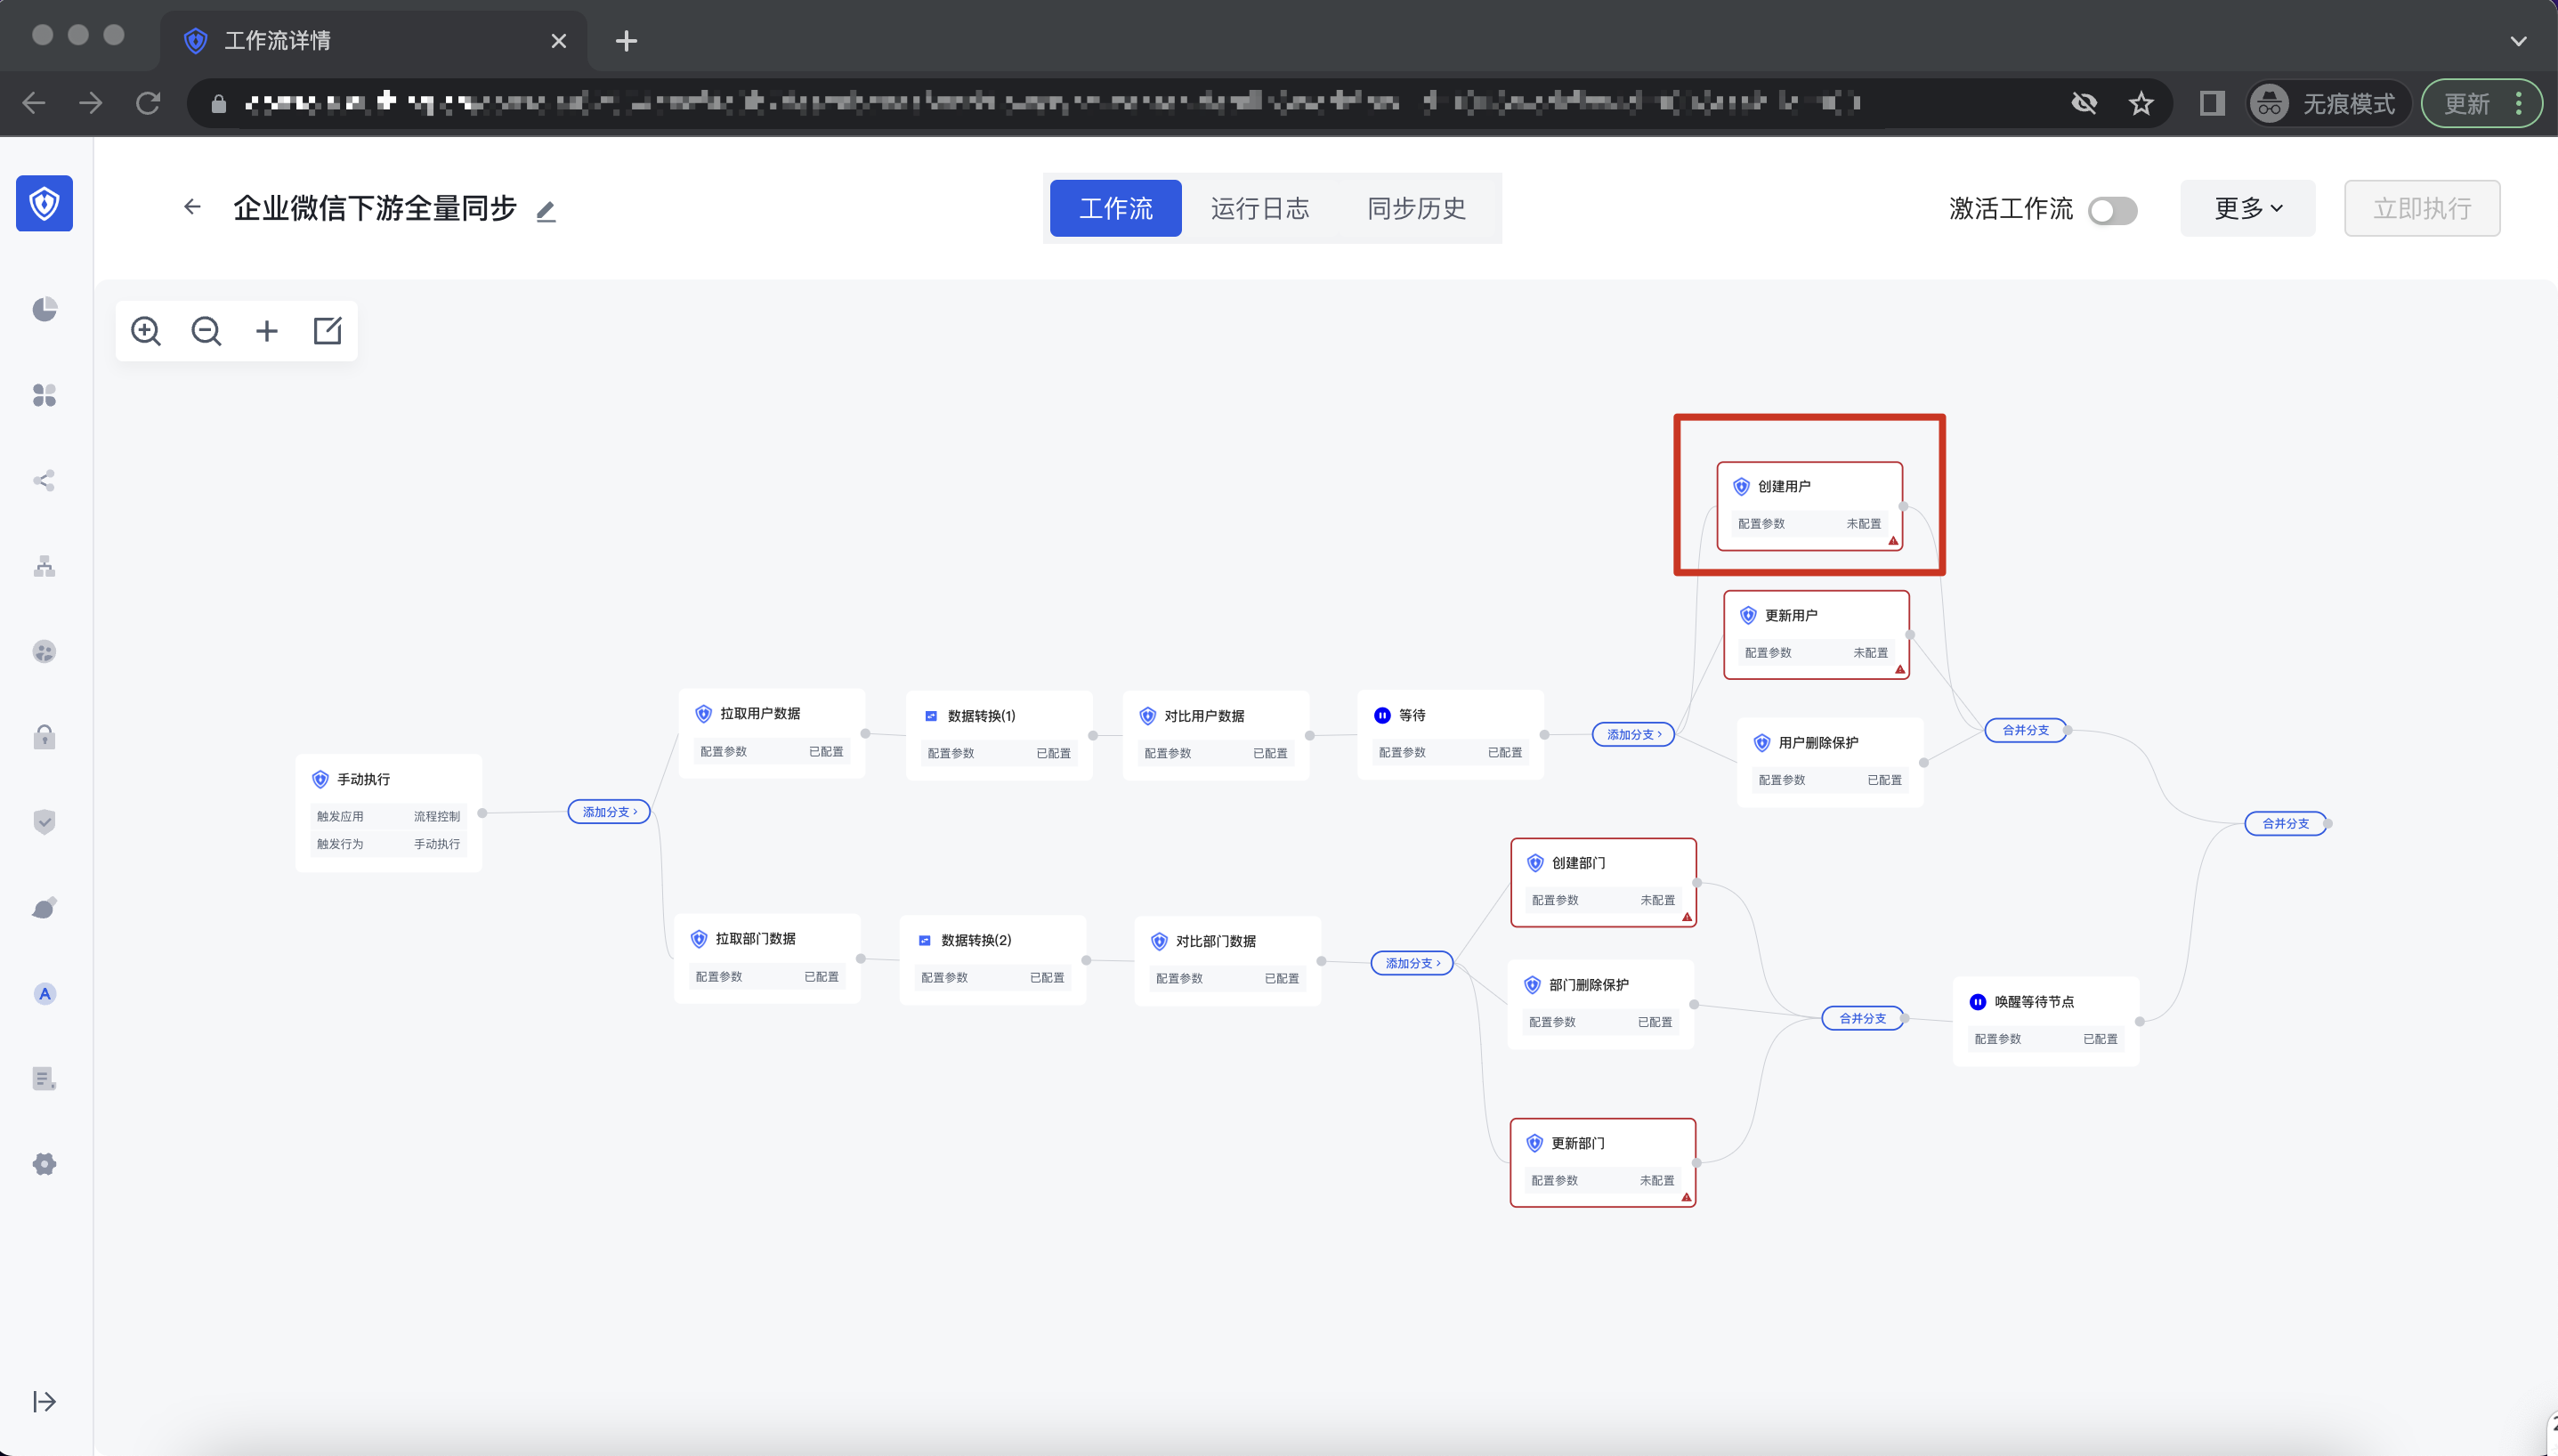 工作流详情
无痕模式
更新
企业微信下游全量同步
工作流
运行日志
同步历史
激活工作流
更多
立即执行
创建用户
配置参数 未配置
更新用户
配置参数 未配置
拉取用户数据
配置参数 已配置
数据转换(1)
配置参数 已配置
对比用户数据
配置参数 已配置
等待
配置参数 已配置
添加分支 ›
用户删除保护
配置参数 已配置
合并分支
手动执行
触发应用 流程控制
触发行为 手动执行
添加分支 ›
合并分支
拉取部门数据
配置参数 已配置
数据转换(2)
配置参数 已配置
对比部门数据
配置参数 已配置
添加分支 ›
创建部门
配置参数 未配置
部门删除保护
配置参数 已配置
更新部门
配置参数 未配置
合并分支
唤醒等待节点
配置参数 已配置
A